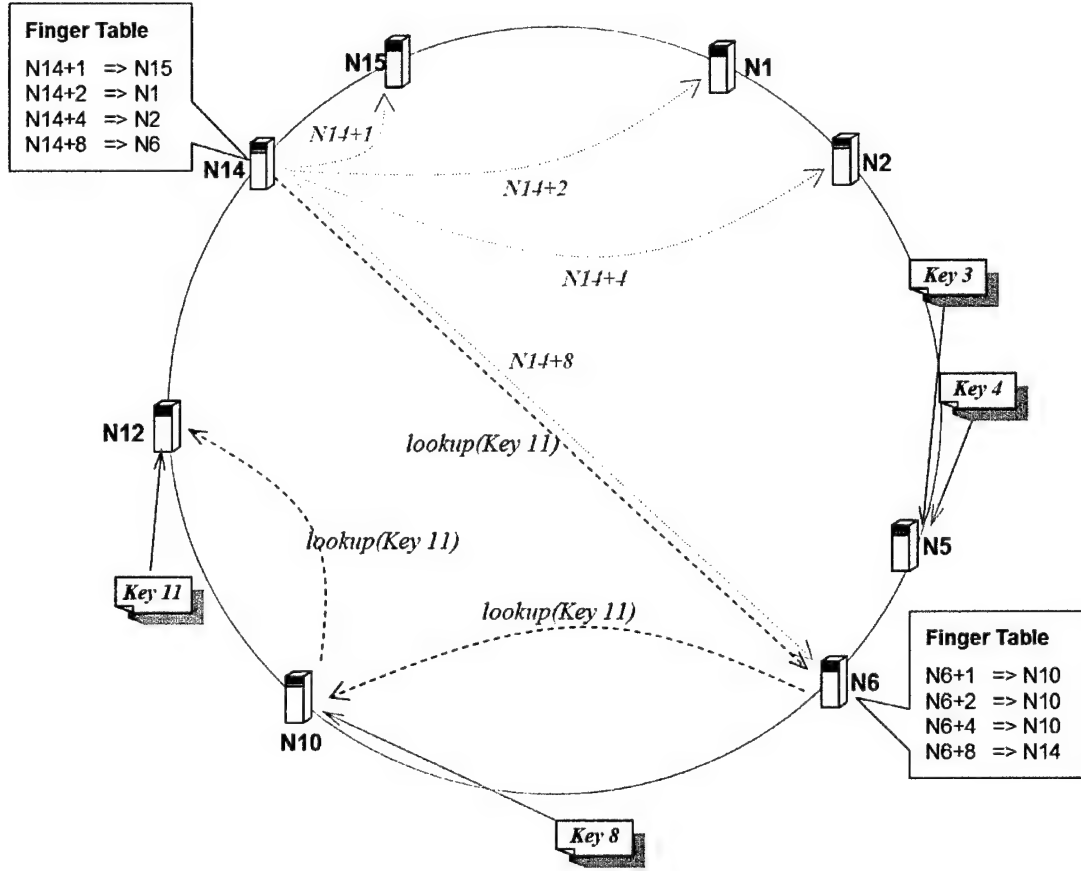 Finger Table
N14+1 => N15
N14+2 => N1
N14+4 => N2
N14+8 => N6
N15
N1
N14+1
N14
N2
N14+2
N14+4
Key 3
N14+8
Key 4
N12
lookup(Key 11)
N5
lookup(Key 11)
Key 11
lookup(Key 11)
Finger Table
N6+1 => N10
N6+2 => N10
N6+4 => N10
N6+8 => N14
N6
N10
Key 8